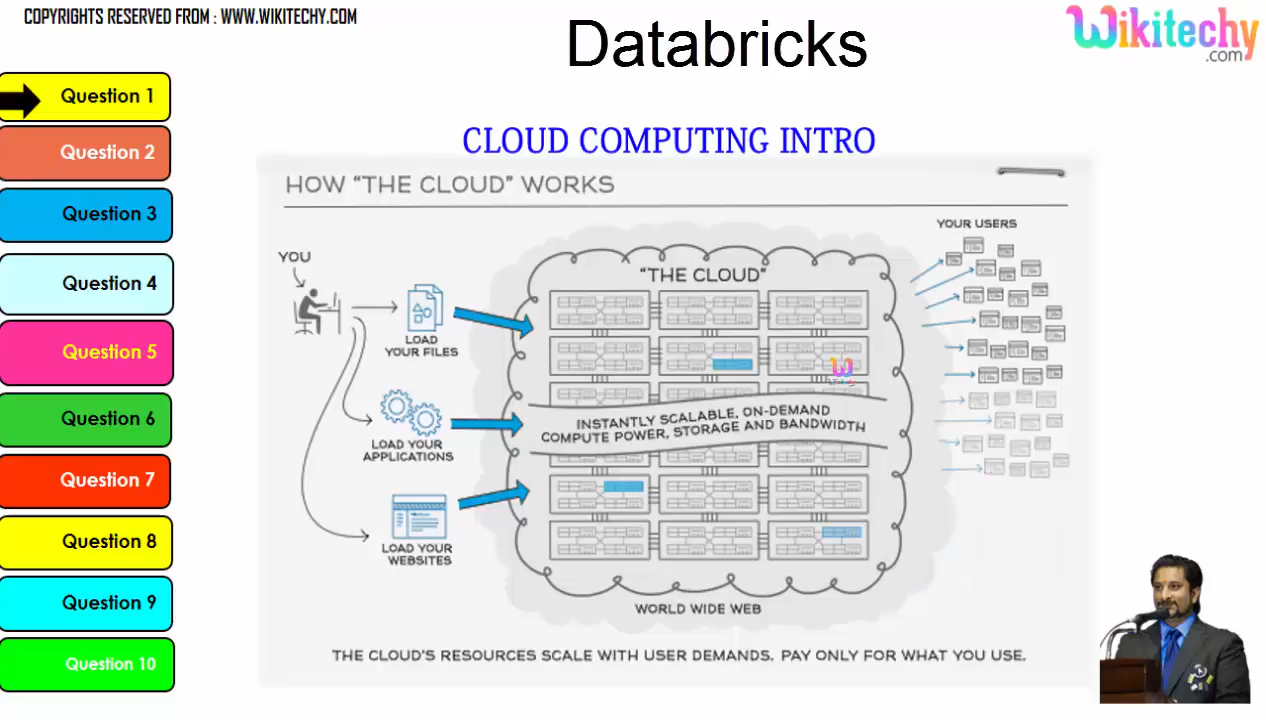 COPYRIGHTS RESERVED FROM : WWW.WIKITECHY.COM
Databricks
Wikitechy
.com
Question 1
Question 2
Question 3
Question 4
Question 5
Question 6
Question 7
Question 8
Question 9
Question 10
CLOUD COMPUTING INTRO
HOW “THE CLOUD” WORKS
YOU
LOAD
YOUR FILES
LOAD YOUR
APPLICATIONS
LOAD YOUR
WEBSITES
“THE CLOUD”
INSTANTLY SCALABLE, ON-DEMAND
COMPUTE POWER, STORAGE AND BANDWIDTH
WORLD WIDE WEB
YOUR USERS
THE CLOUD'S RESOURCES SCALE WITH USER DEMANDS. PAY ONLY FOR WHAT YOU USE.